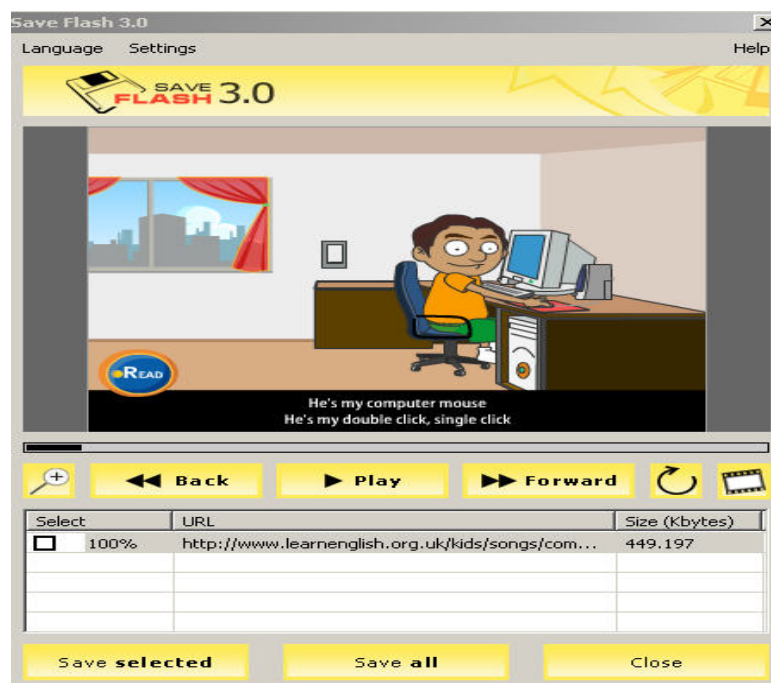 Save Flash 3.0
Language Settings Help
SAVE FLASH 3.0
READ
He's my computer mouse
He's my double click, single click
Back Play Forward
Select URL Size (Kbytes)
100% http://www.learnenglish.org.uk/kids/songs/com... 449.197
Save selected Save all Close